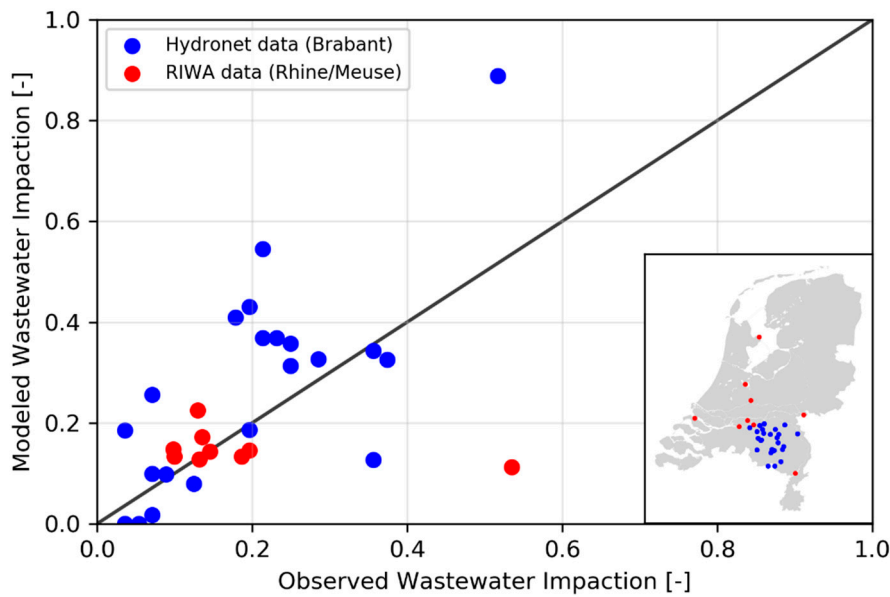 Hydronet data (Brabant)
RIWA data (Rhine/Meuse)
Modeled Wastewater Impaction [-]
1.0
0.8
0.6
0.4
0.2
0.0
0.0 0.2 0.4 0.6 0.8 1.0
Observed Wastewater Impaction [-]